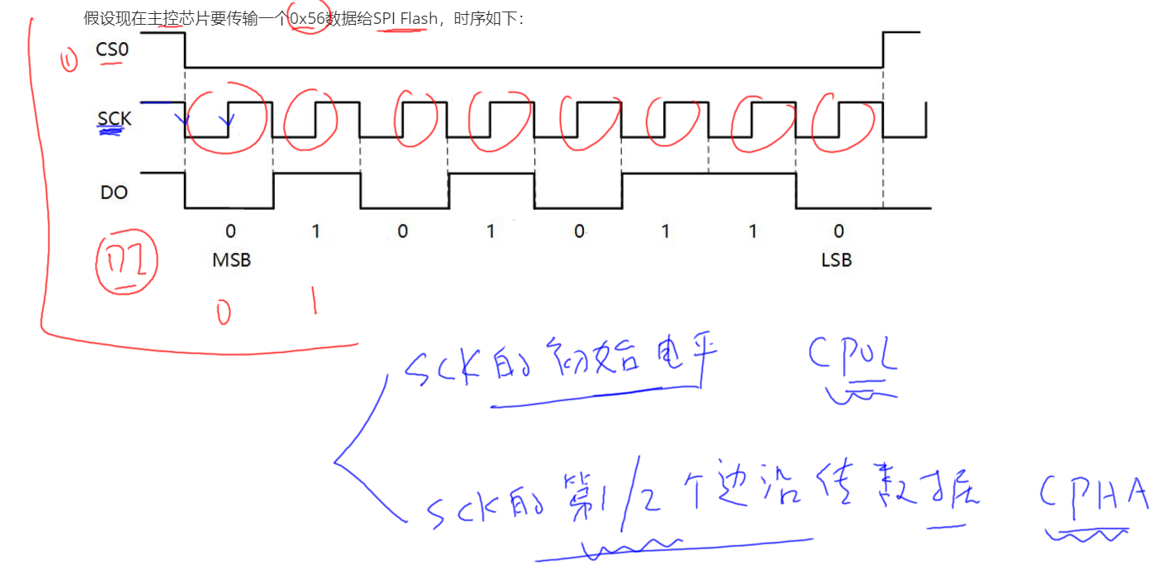 假设现在主控芯片要传输一个0x56数据给SPI Flash，时序如下：
① CS0
SCK
DO
0 1 0 1 0 1 1 0
MSB LSB
DI
0 1
SCK的初始电平 CPOL
SCK的第1/2个边沿传数据 CPHA